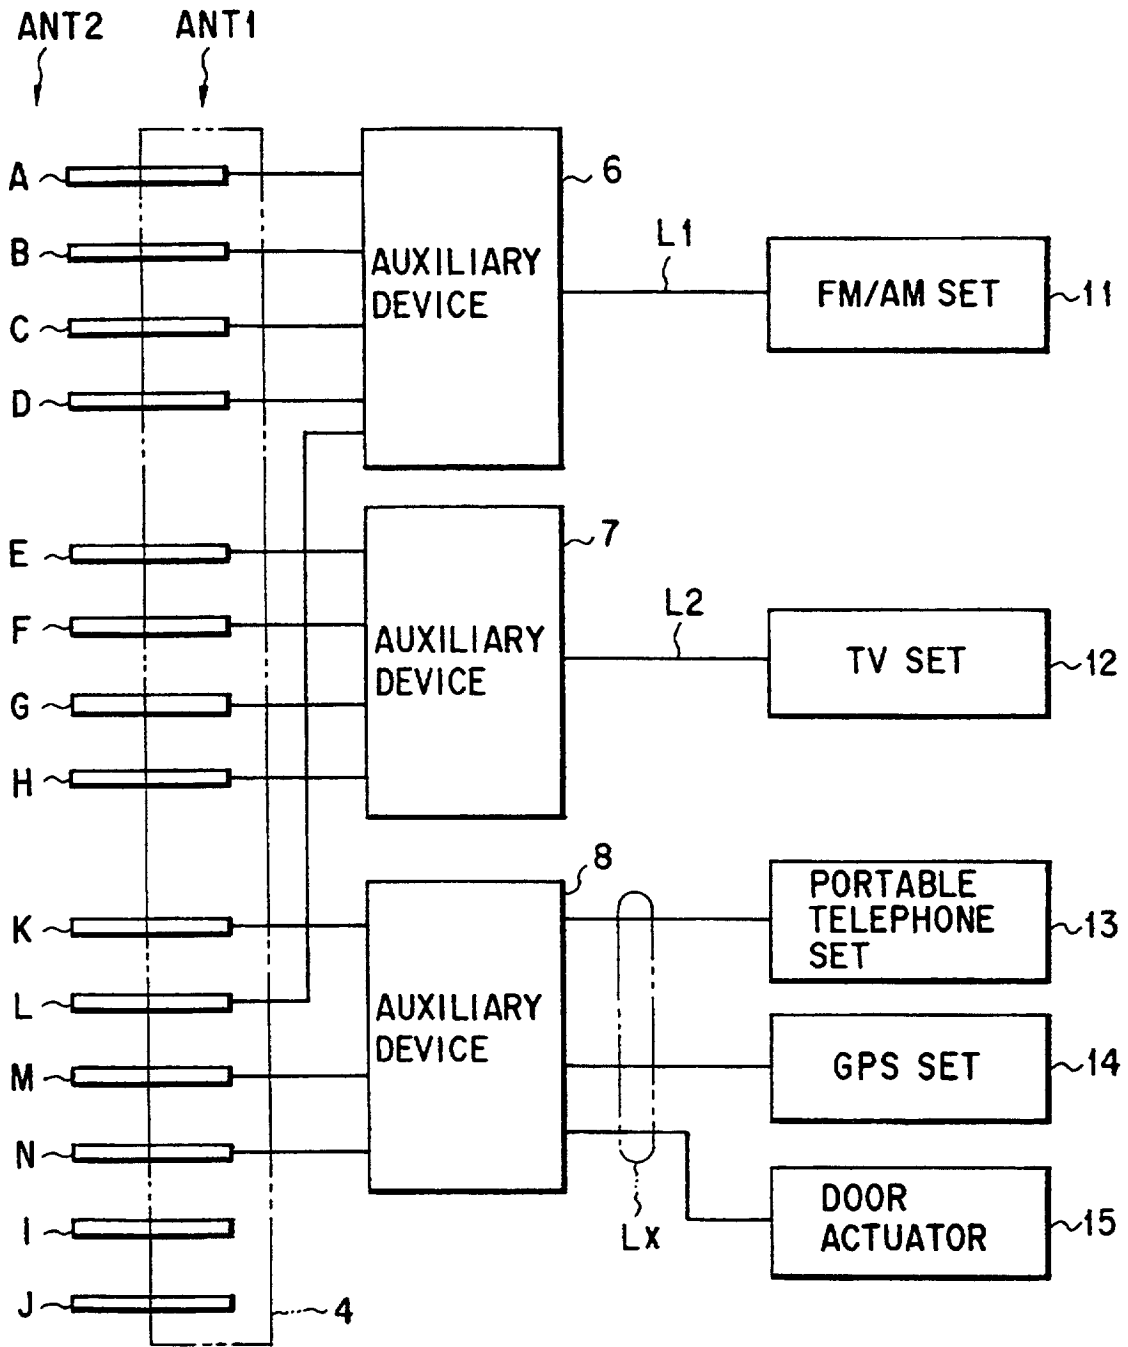 ANT2
ANT1
A
6
B
L1
AUXILIARY
DEVICE
FM/AM SET
11
C
D
E
7
F
L2
AUXILIARY
DEVICE
TV SET
12
G
H
8
PORTABLE
TELEPHONE
SET
13
K
L
AUXILIARY
DEVICE
M
GPS SET
14
N
DOOR
ACTUATOR
15
LX
I
J
4